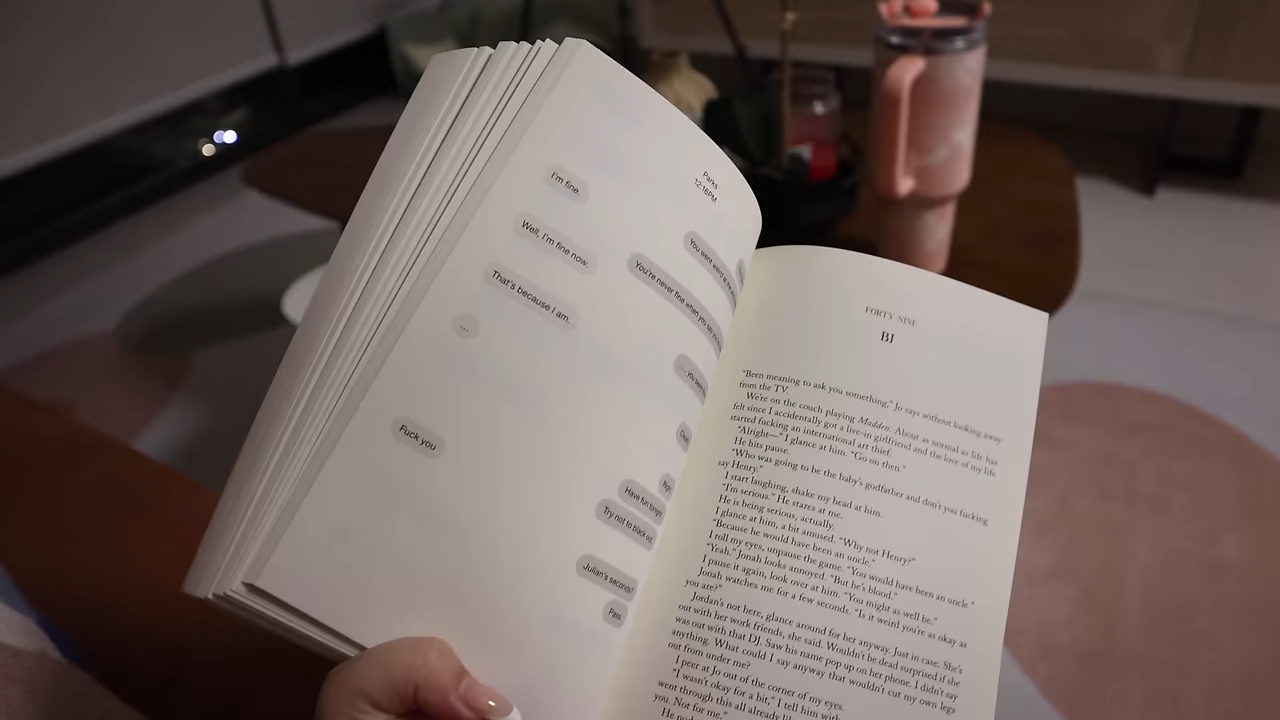 Parks
12:16PM
I'm fine.
You went weird
Well, I'm fine now.
You're never fine when you say
That's because I am.
...
Fuck you
Have fun
Try not to black out
Julian's seconds?
Pass.
FORTY-NINE
BJ
"Been meaning to ask you something," Jo says without looking away
from the TV.
We're on the couch playing Madden. About as normal as life has
felt since I accidentally got a live-in girlfriend and the love of my life
started fucking an international art thief.
"Alright—" I glance at him. "Go on then."
He hits pause.
"Who was going to be the baby's godfather and don't you fucking
say Henry."
I start laughing, shake my head at him.
"I'm serious." He stares at me.
He is being serious, actually.
I glance at him, a bit amused. "Why not Henry?"
"Because he would have been an uncle."
I roll my eyes, unpause the game. "You would have been an uncle"
"Yeah." Jonah looks annoyed. "But he's blood."
I pause it again, look over at him. "You might as well be."
Jonah watches me for a few seconds. "Is it weird you're as okay as
you are?"
Jordan's not here, glance around for her anyway. Just in case. She's
out with her work friends, she said. Wouldn't be dead surprised if she
was out with that DJ. Saw his name pop up on her phone. I didn't say
anything. What could I say anyway that wouldn't cut my own legs
out from under me?
I peer at Jo out of the corner of my eyes.
"I wasn't okay for a bit," I tell him with
went through this all already
you. Not for me."
He